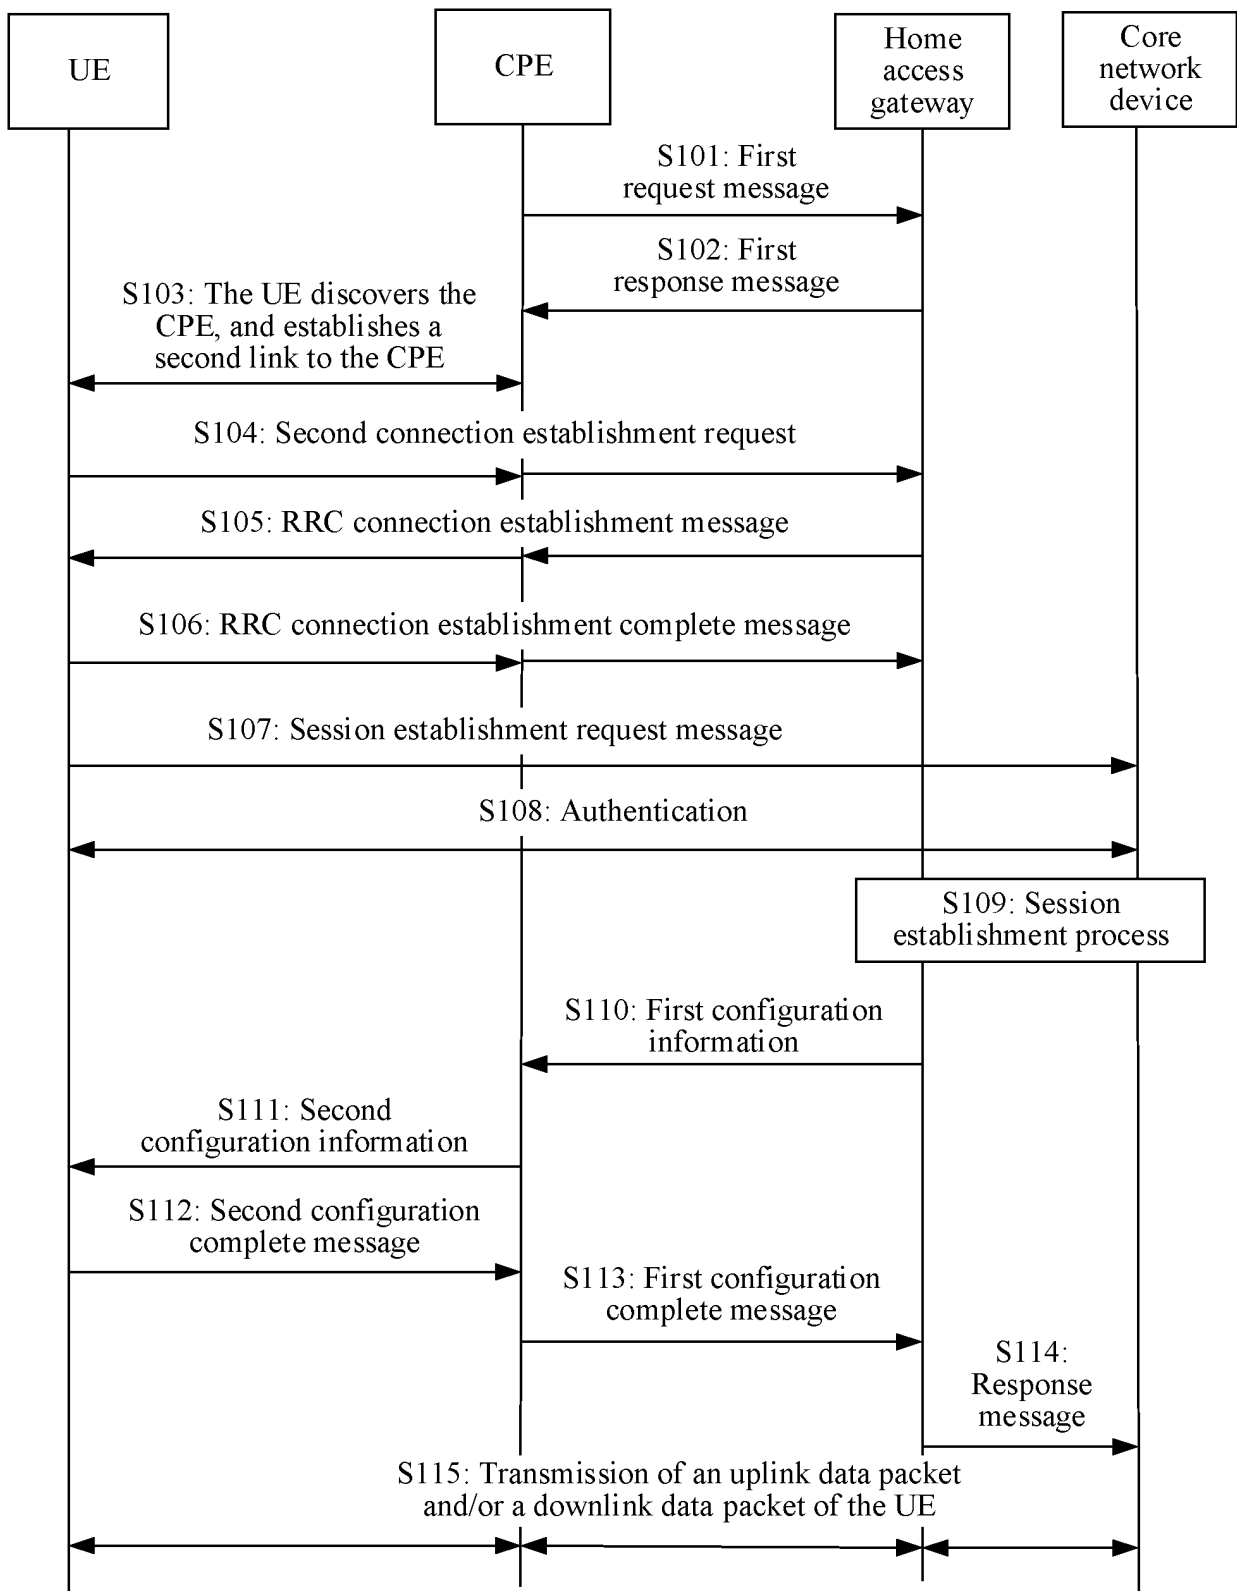 UE
CPE
Home
access
gateway
Core
network
device
S101: First
request message
S102: First
response message
S103: The UE discovers the
CPE, and establishes a
second link to the CPE
S104: Second connection establishment request
S105: RRC connection establishment message
S106: RRC connection establishment complete message
S107: Session establishment request message
S108: Authentication
S109: Session
establishment process
S110: First configuration
information
S111: Second
configuration information
S112: Second configuration
complete message
S113: First configuration
complete message
S114:
Response
message
S115: Transmission of an uplink data packet
and/or a downlink data packet of the UE